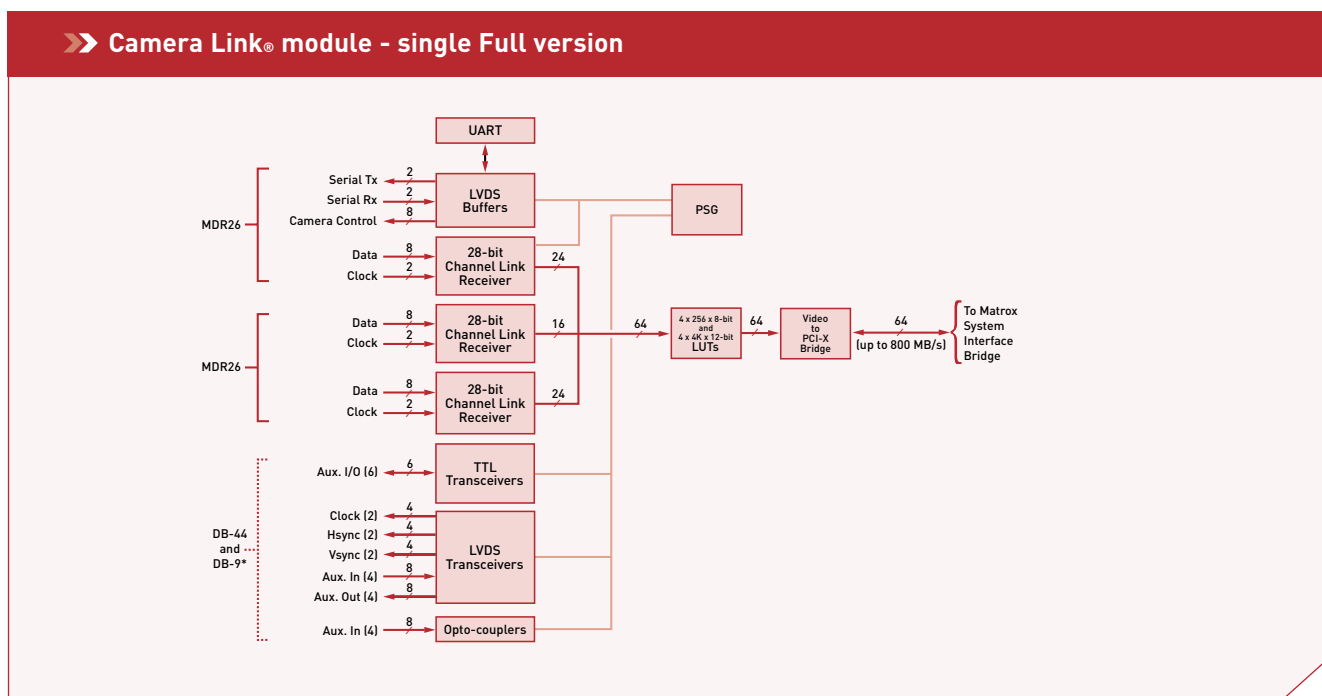 Camera Link® module - single Full version
UART
Serial Tx
2
Serial Rx
2
Camera Control
8
LVDS
Buffers
PSG
MDR26
Data
8
Clock
2
28-bit
Channel Link
Receiver
24
MDR26
Data
8
Clock
2
28-bit
Channel Link
Receiver
16
64
4 x 256 x 8-bit
and
4 x 4K x 12-bit
LUTs
64
Video
to
PCI-X
Bridge
64
(up to 800 MB/s)
To Matrox
System
Interface
Bridge
Data
8
Clock
2
28-bit
Channel Link
Receiver
24
DB-44
and
DB-9*
Aux. I/O (6)
6
TTL
Transceivers
Clock (2)
4
Hsync (2)
4
Vsync (2)
4
Aux. In (4)
8
Aux. Out (4)
8
LVDS
Transceivers
Aux. In (4)
8
Opto-couplers